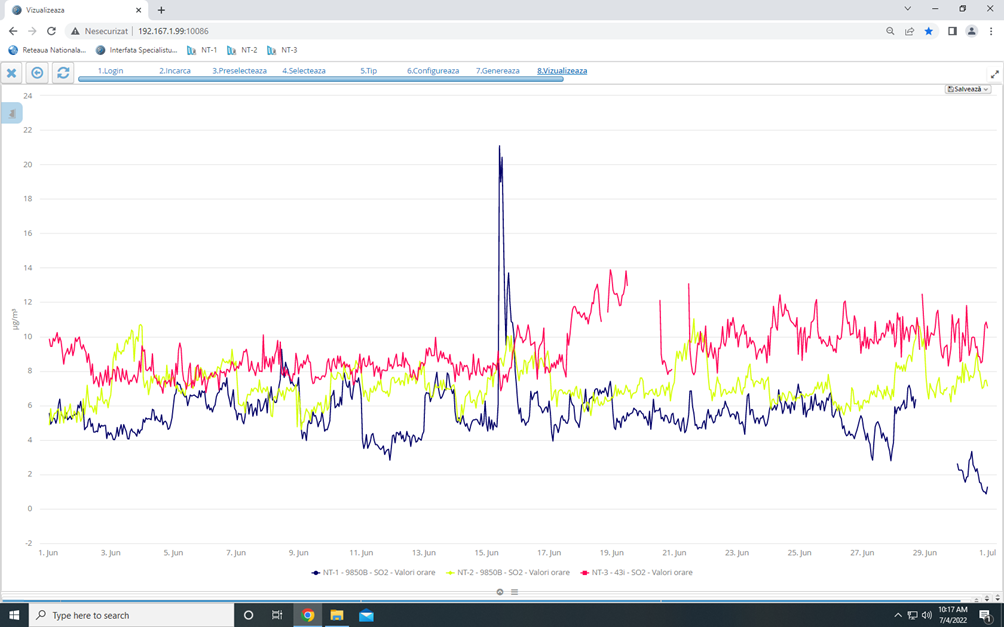 Vizualizeaza
Nesecurizat | 192.167.1.99:10086
Reteaua Nationala... Interfata Specialistu... NT-1 NT-2 NT-3
1.Login 2.Incarca 3.Preselecteaza 4.Selecteaza 5.Tip 6.Configureaza 7.Genereaza 8.Vizualizeaza
Salvează
24
22
20
18
16
14
12
10
8
6
4
2
0
-2
µg/m³
1. Jun 3. Jun 5. Jun 7. Jun 9. Jun 11. Jun 13. Jun 15. Jun 17. Jun 19. Jun 21. Jun 23. Jun 25. Jun 27. Jun 29. Jun 1. Jul
NT-1 - 9850B - SO2 - Valori orare NT-2 - 9850B - SO2 - Valori orare NT-3 - 43i - SO2 - Valori orare
Type here to search
10:17 AM
7/4/2022
1